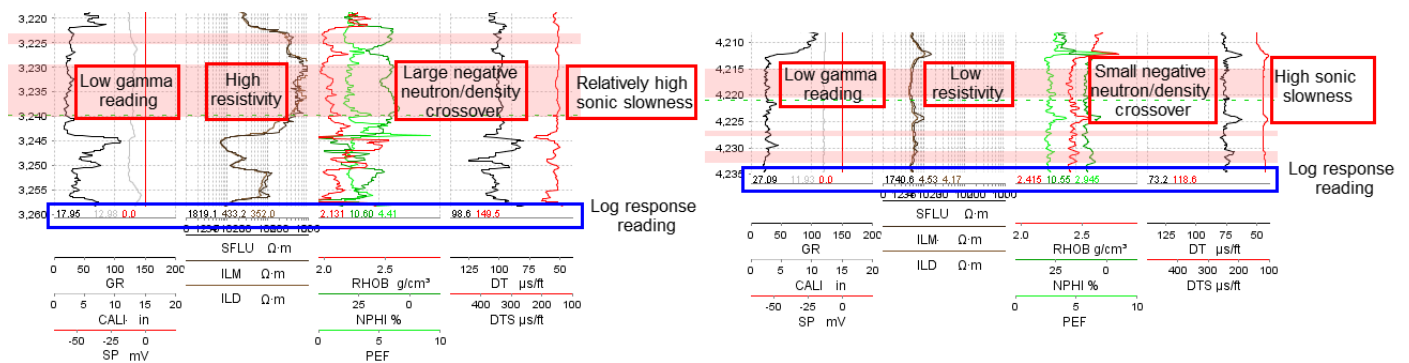 3,220
3,225
3,230
3,235
3,240
3,245
3,250
3,255
3,260
Low gamma
reading
High
resistivity
Large negative
neutron/density
crossover
Relatively high
sonic slowness
17.95 12.98 0.0
1819.1 433.2 352.0
2.131 10.60 4.41
98.6 149.5
Log response
reading
0 50 100 150 200
GR
0 5 10 15 20
CALI in
-50 -25 0
SP mV
SFLU Ω·m
ILM Ω·m
ILD Ω·m
2.0 2.5
RHOB g/cm³
25 0
NPHI %
0 5 10
PEF
125 100 75 50
DT µs/ft
400 300 200 100
DTS µs/ft
4,210
4,215
4,220
4,225
4,230
4,235
Low gamma
reading
Low
resistivity
Small negative
neutron/density
crossover
High sonic
slowness
27.09 11.93 0.0
1740.6 4.53 4.17
2.415 10.55 2.945
73.2 118.6
Log response
reading
0 50 100 150 200
GR
0 5 10 15 20
CALI in
-50 -25 0
SP mV
SFLU Ω·m
ILM Ω·m
ILD Ω·m
2.0 2.5
RHOB g/cm³
25 0
NPHI %
0 5 10
PEF
125 100 75 50
DT µs/ft
400 300 200 100
DTS µs/ft